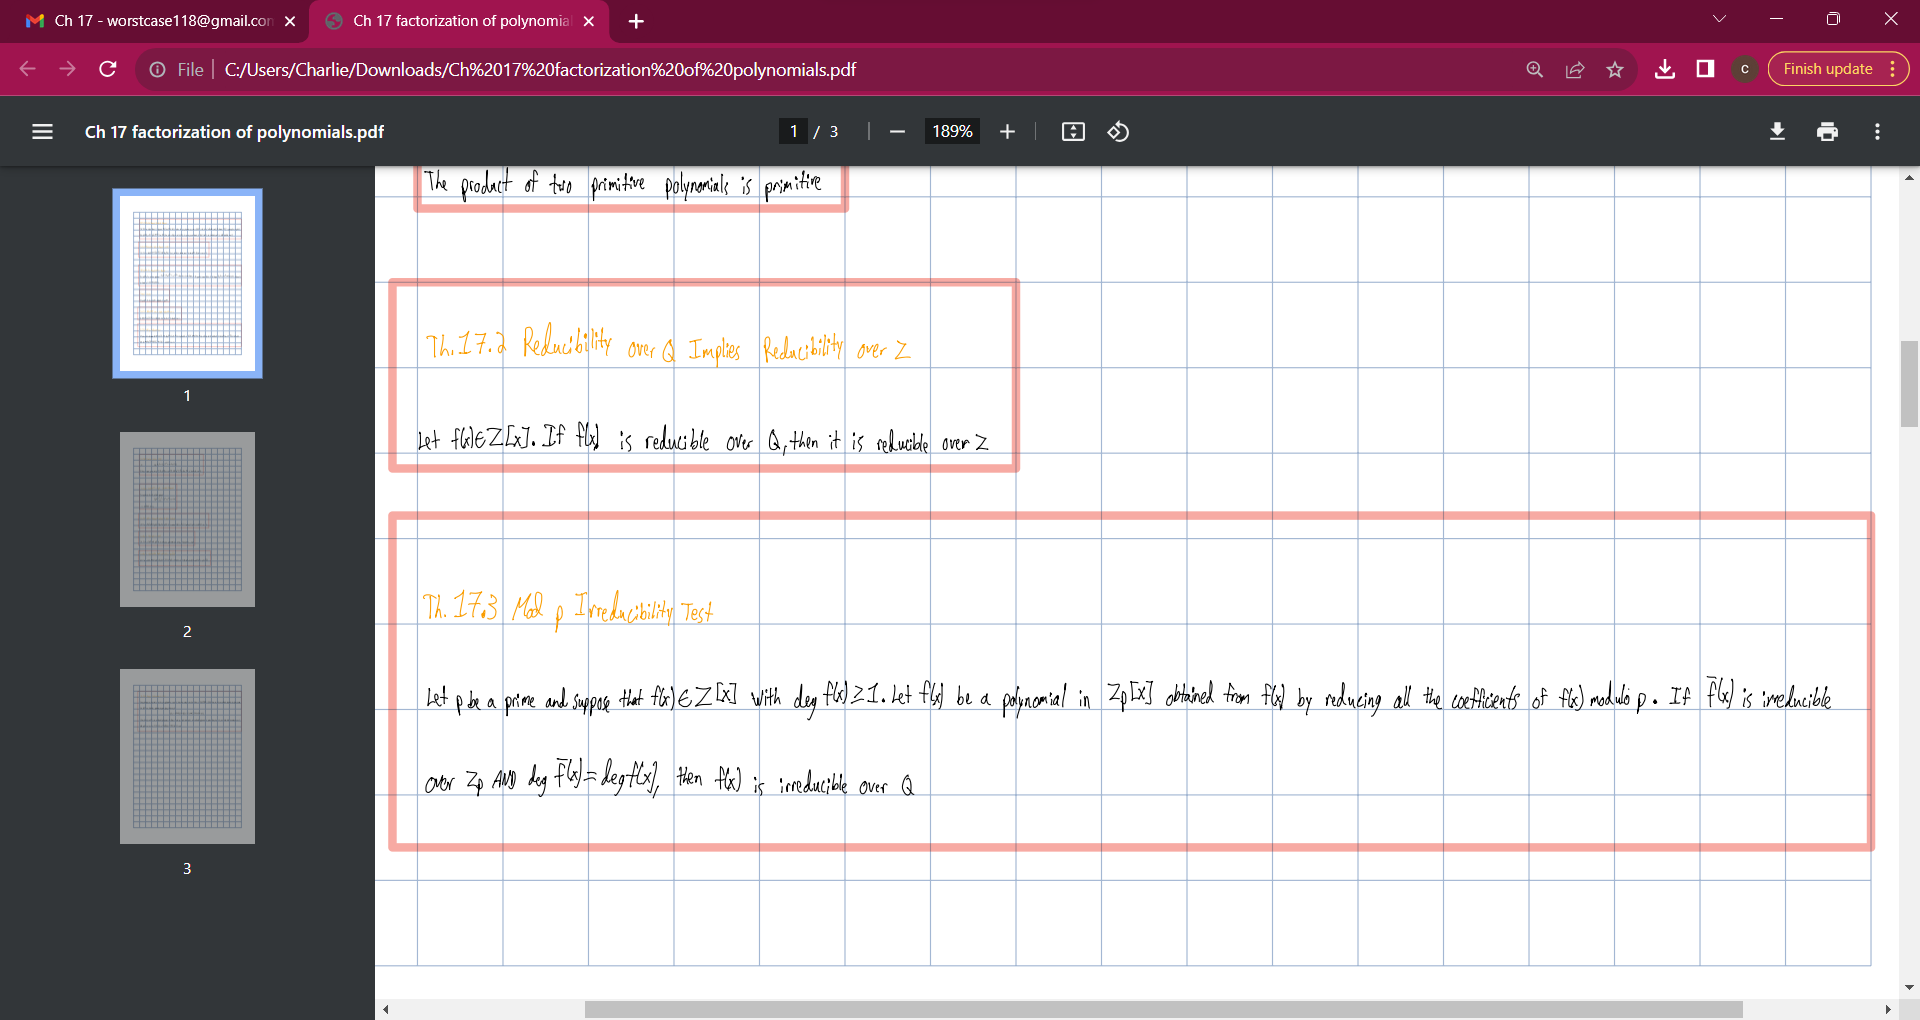 Ch 17 - worstcase118@gmail.con
Ch 17 factorization of polynomia
File
C:/Users/Charlie/Downloads/Ch%2017%20factorization%20of%20polynomials.pdf
C
Finish update
Ch 17 factorization of polynomials.pdf
1 / 3
189%
1
2
3
The product of two primitive polynomials is primitive
Th.17.2 Reducibility over Q Implies Reducibility over Z
Let f(x)∈Z[x]. If f(x) is reducible over Q, then it is reducible over Z
Th. 17.3 Mod p Irreducibility Test
Let p be a prime and suppose that f(x)∈Z[x] with deg f(x)≥1. Let f(x) be a polynomial in Zp[x] obtained from f(x) by reducing all the coefficients of f(x) modulo p. If f̄(x) is irreducible
over Zp AND deg f̄(x)=deg f(x), then f(x) is irreducible over Q